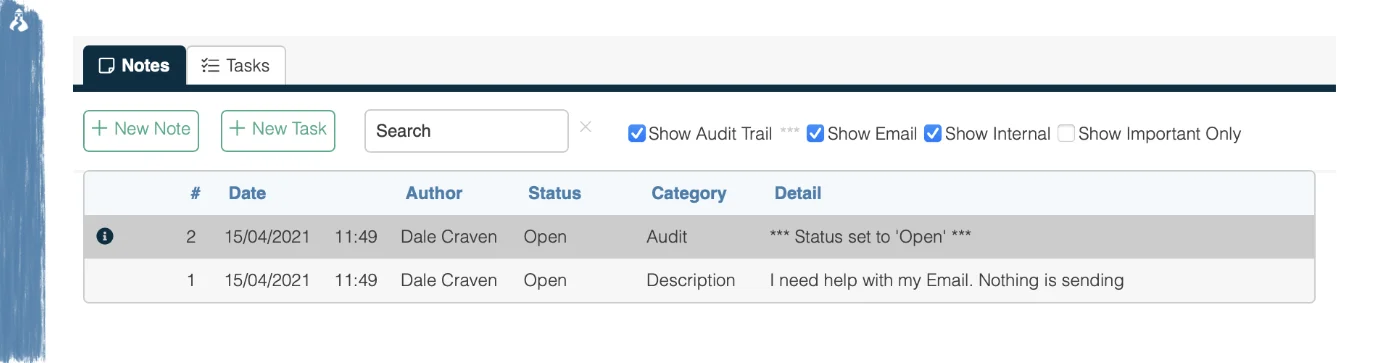 Notes Tasks
+ New Note + New Task Search × Show Audit Trail *** Show Email Show Internal Show Important Only
# Date Author Status Category Detail
2 15/04/2021 11:49 Dale Craven Open Audit *** Status set to 'Open' ***
1 15/04/2021 11:49 Dale Craven Open Description I need help with my Email. Nothing is sending